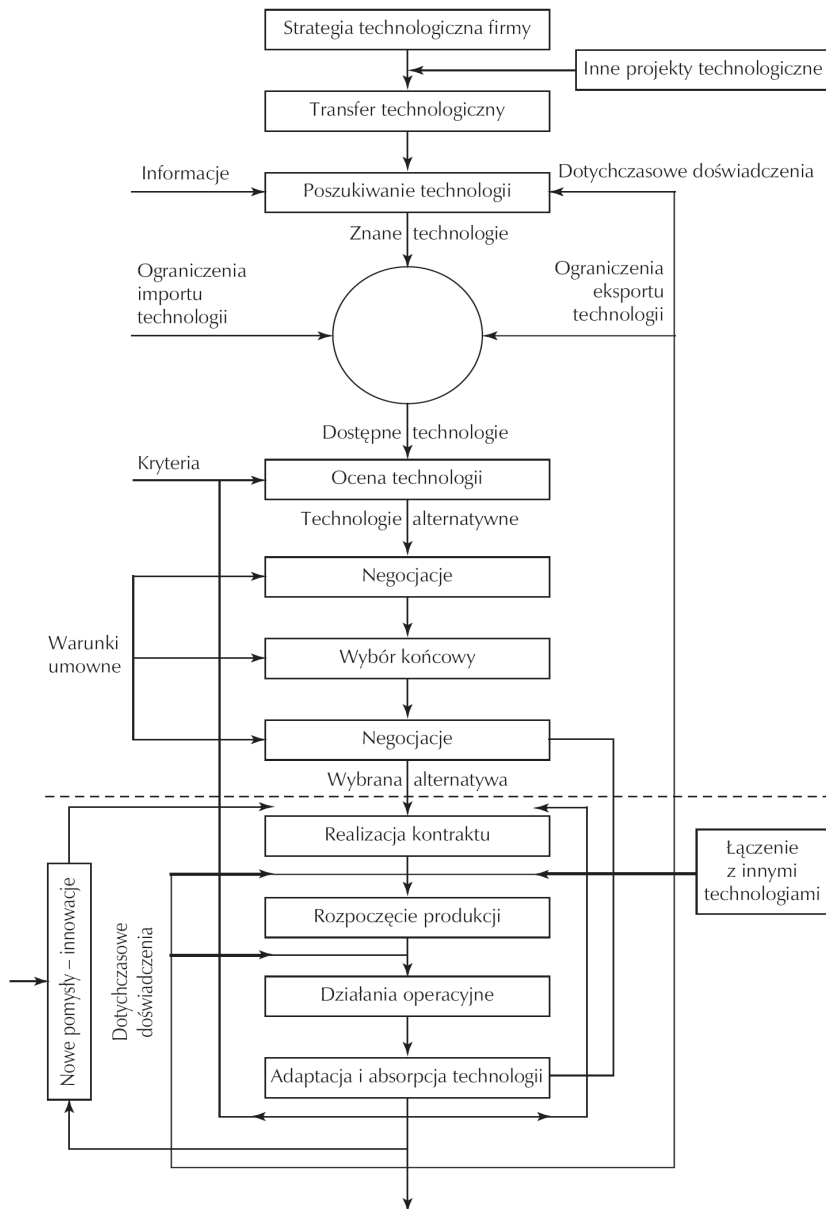 Strategia technologiczna firmy
Inne projekty technologiczne
Transfer technologiczny
Informacje
Dotychczasowe doświadczenia
Poszukiwanie technologii
Znane technologie
Ograniczenia
importu
technologii
Ograniczenia
eksportu
technologii
Dostępne technologie
Kryteria
Ocena technologii
Technologie alternatywne
Negocjacje
Warunki
umowne
Wybór końcowy
Negocjacje
Wybrana alternatywa
Realizacja kontraktu
Łączenie
z innymi
technologiami
Rozpoczęcie produkcji
Nowe pomysły – innowacje
Dotychczasowe
doświadczenia
Działania operacyjne
Adaptacja i absorpcja technologii